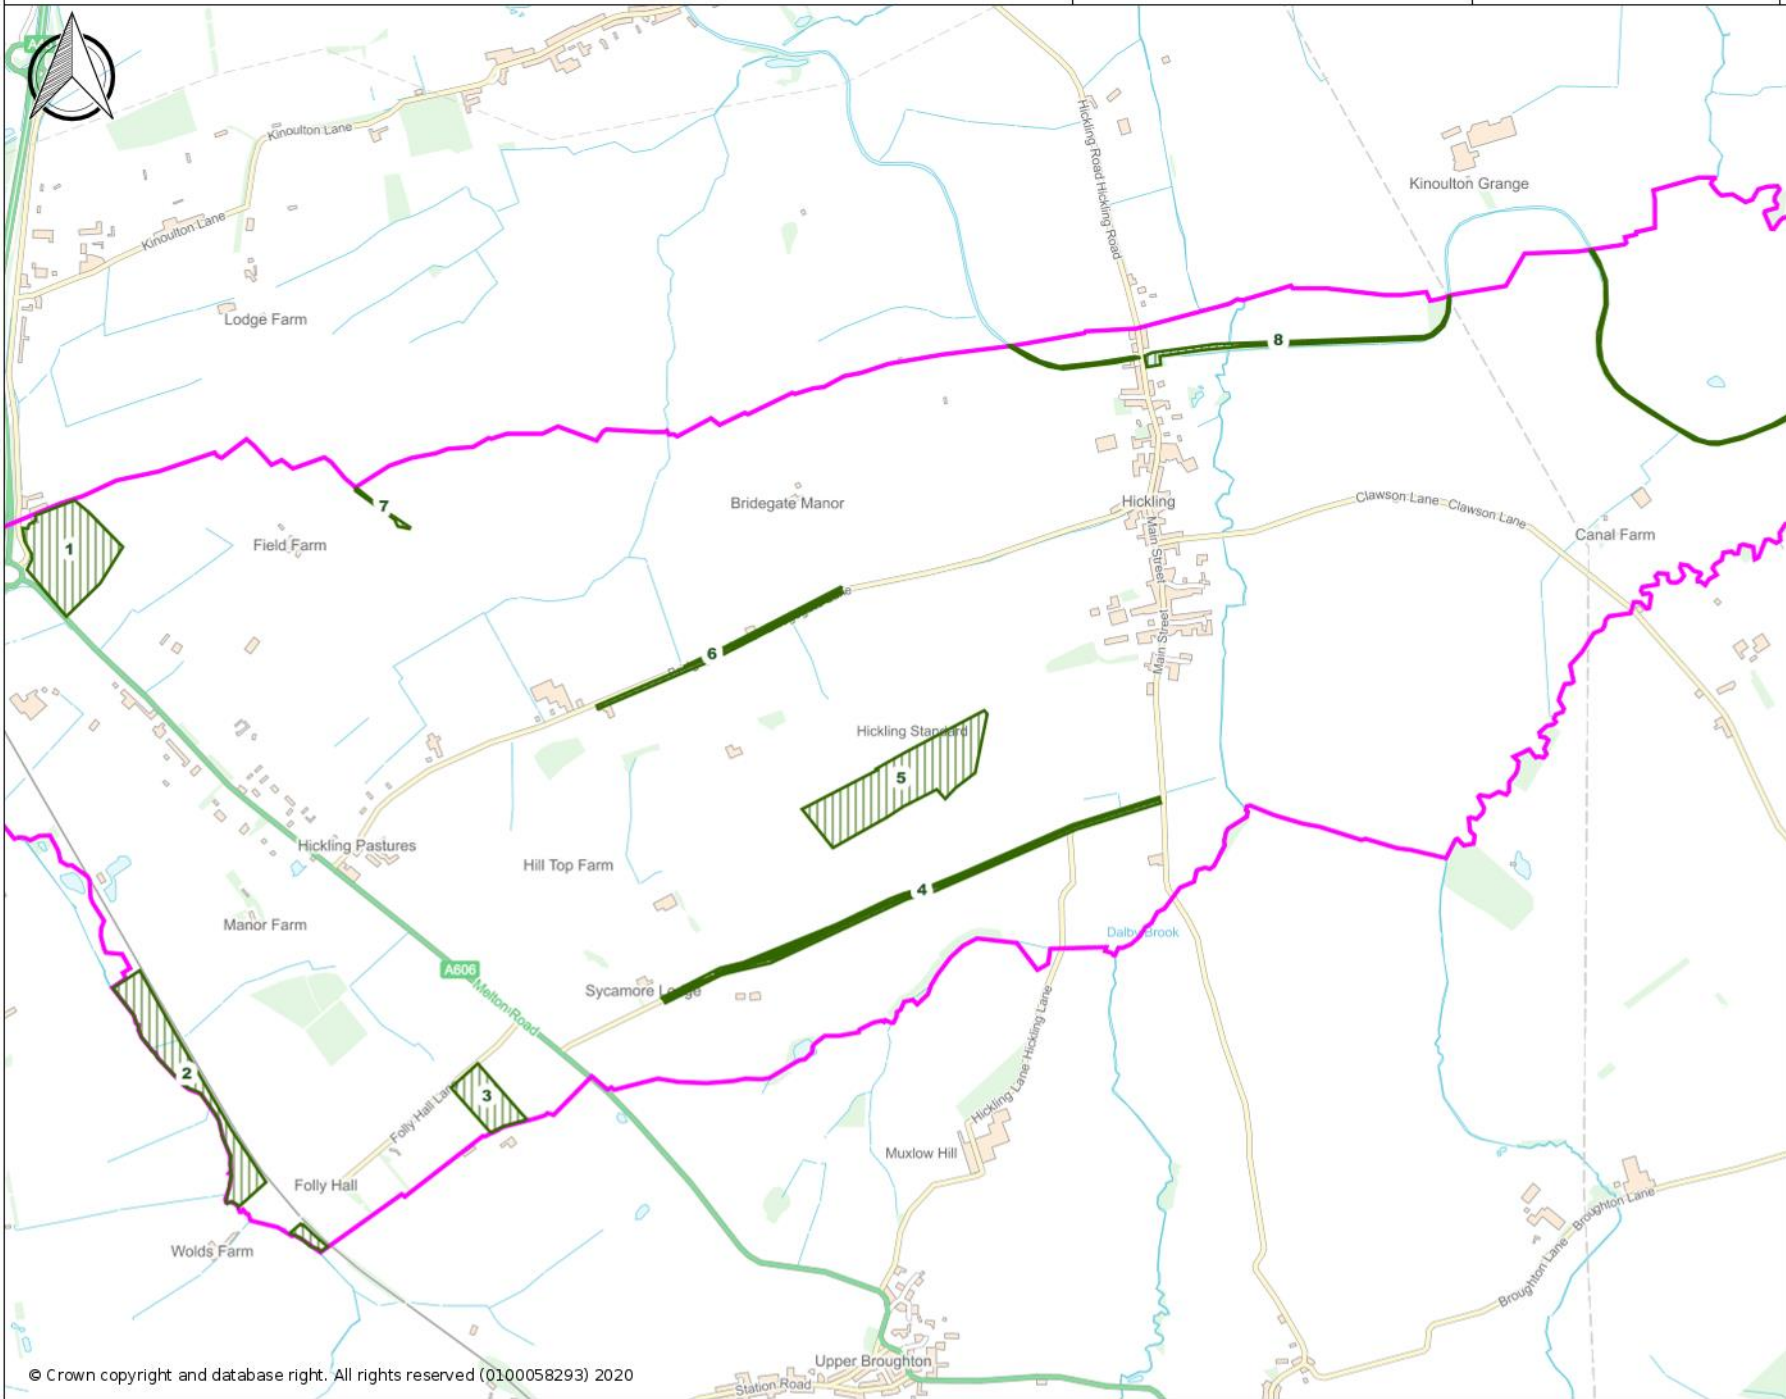 Kinoulton Lane
Hickling Road
Hickling Road
Kinoulton Grange
Kinoulton Lane
Lodge Farm
8
7
1
Field Farm
Bridegate Manor
Hickling
Clawson Lane
Clawson Lane
Canal Farm
Main Street
6
Main Street
Hickling Standard
5
Hickling Pastures
Hill Top Farm
4
Manor Farm
Dalby Brook
A606
Melton Road
Sycamore Lodge
2
3
Folly Hall Lane
Hickling Lane
Hickling Lane
Muxlow Hill
Folly Hall
Wolds Farm
Broughton Lane
Broughton Lane
Upper Broughton
Station Road
© Crown copyright and database right. All rights reserved (0100058293) 2020